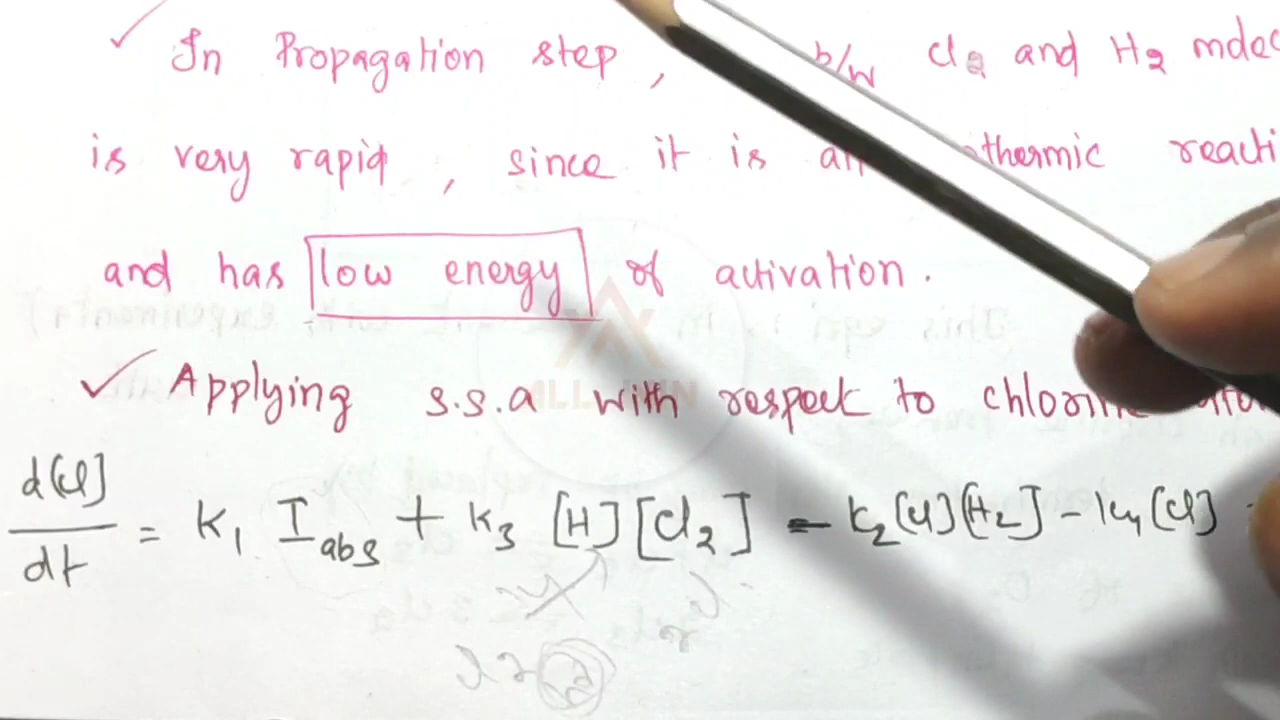 In Propagation step , b/w Cl2 and H2 molec
is very rapid , since it is an thermic reacti
and has low energy of activation .
Applying s.s.a with respect to chlorine
d[Cl]/dt = K1 Iabs + K3 [H][Cl2] - K2[Cl][H2] - K4[Cl] =